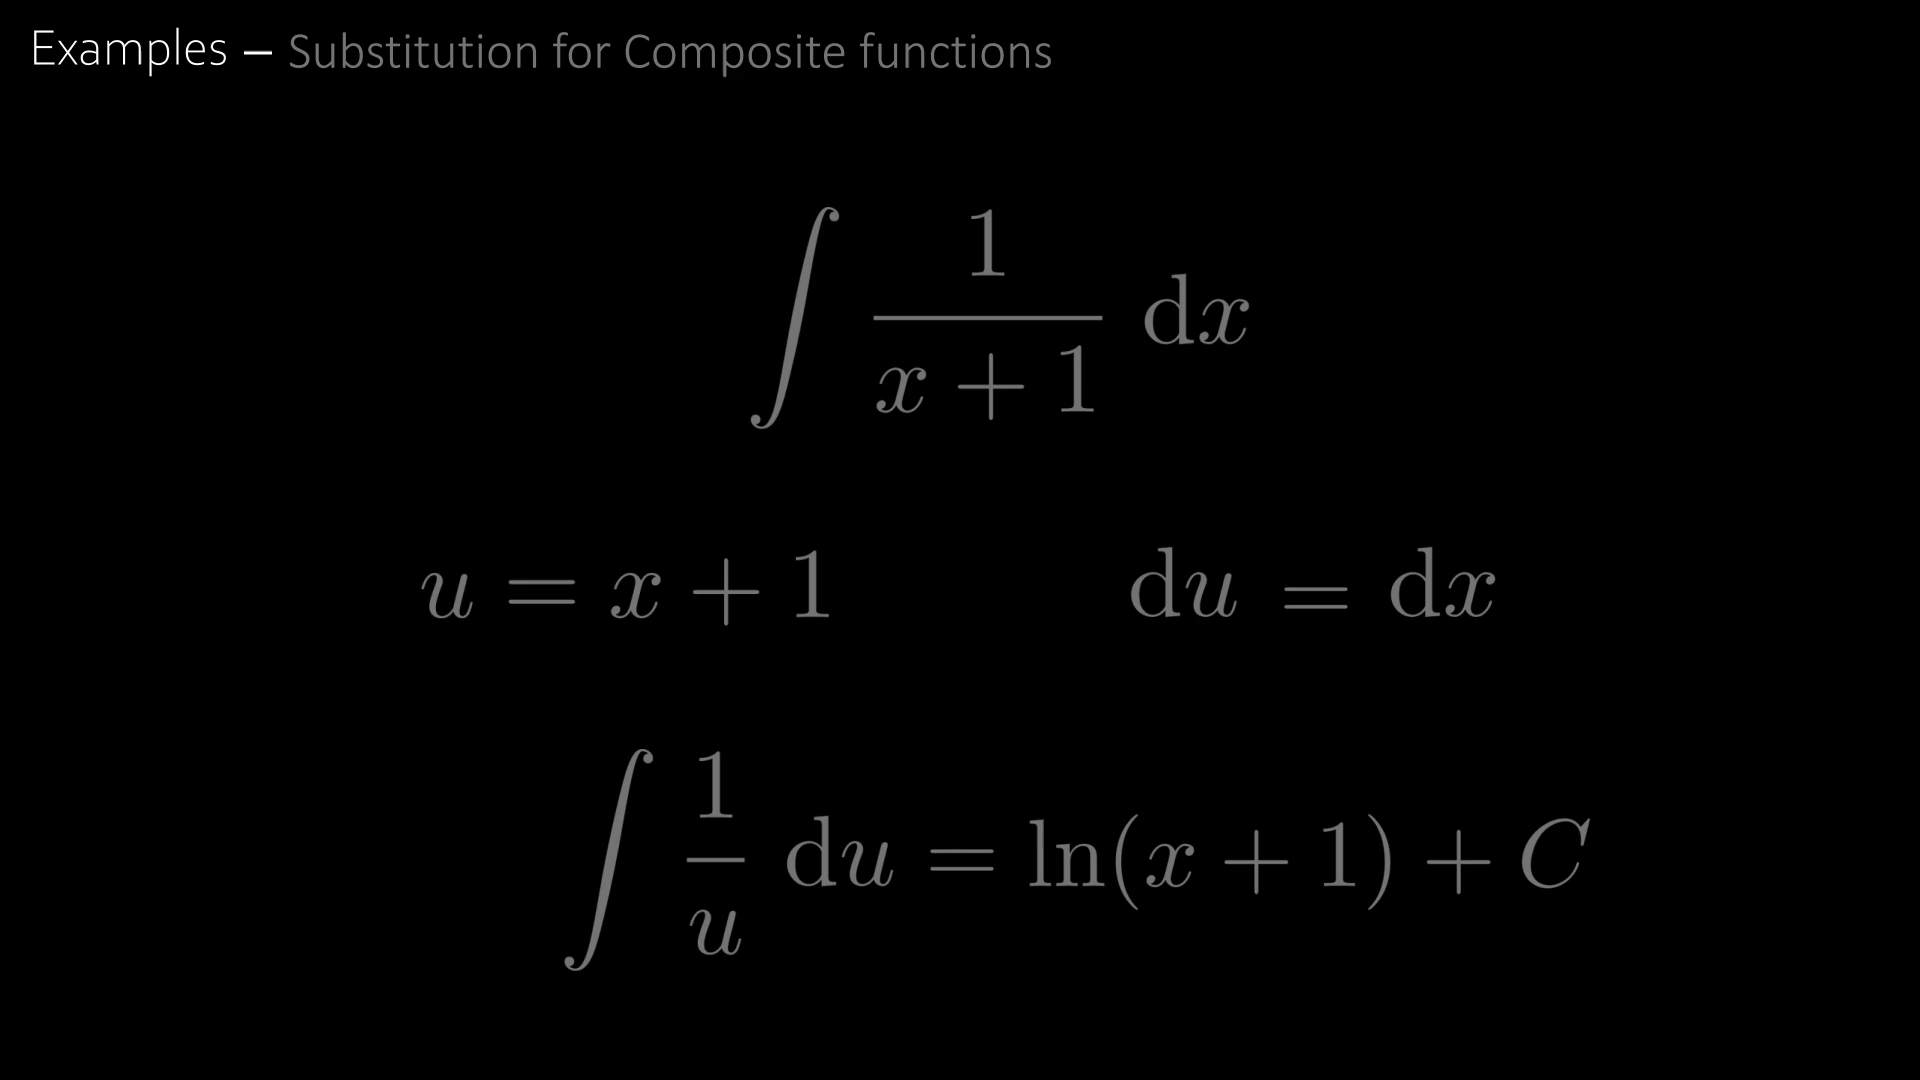 Examples – Substitution for Composite functions
∫ 1/(x + 1) dx
u = x + 1 du = dx
∫ 1/u du = ln(x + 1) + C